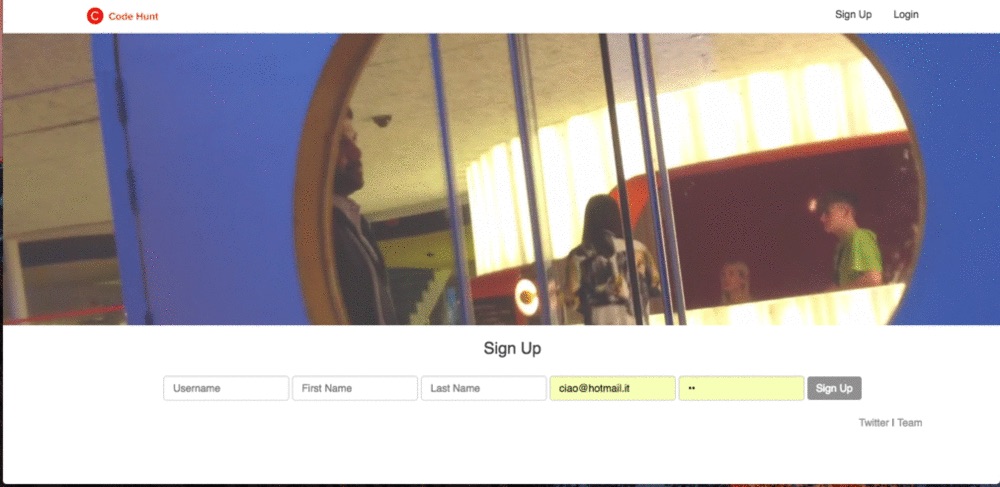 C Code Hunt
Sign Up Login
Sign Up
Username First Name Last Name ciao@hotmail.it •• Sign Up
Twitter | Team